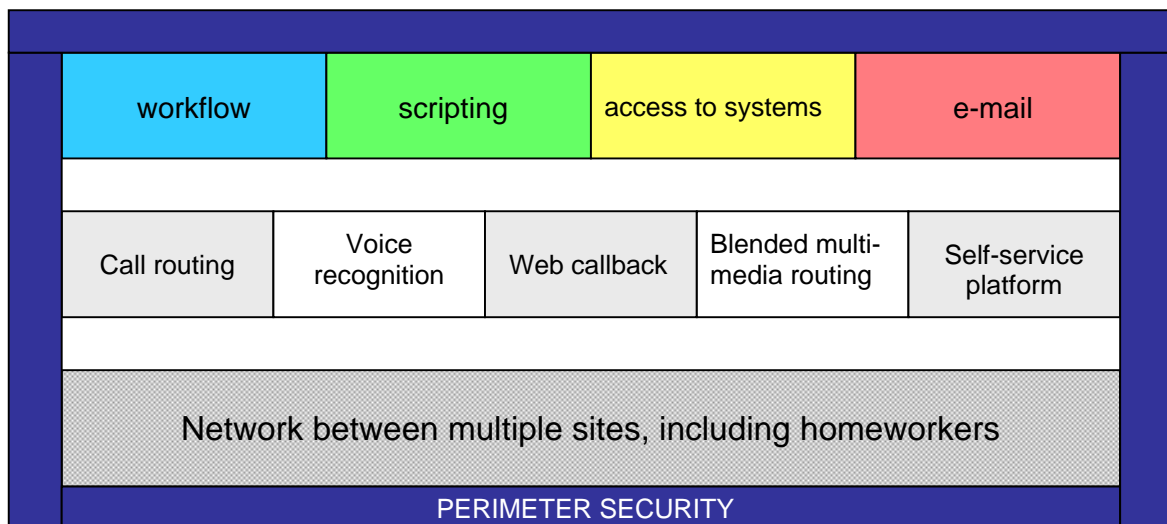 workflow
scripting
access to systems
e-mail
Call routing
Voice
recognition
Web callback
Blended multi-
media routing
Self-service
platform
Network between multiple sites, including homeworkers
PERIMETER SECURITY